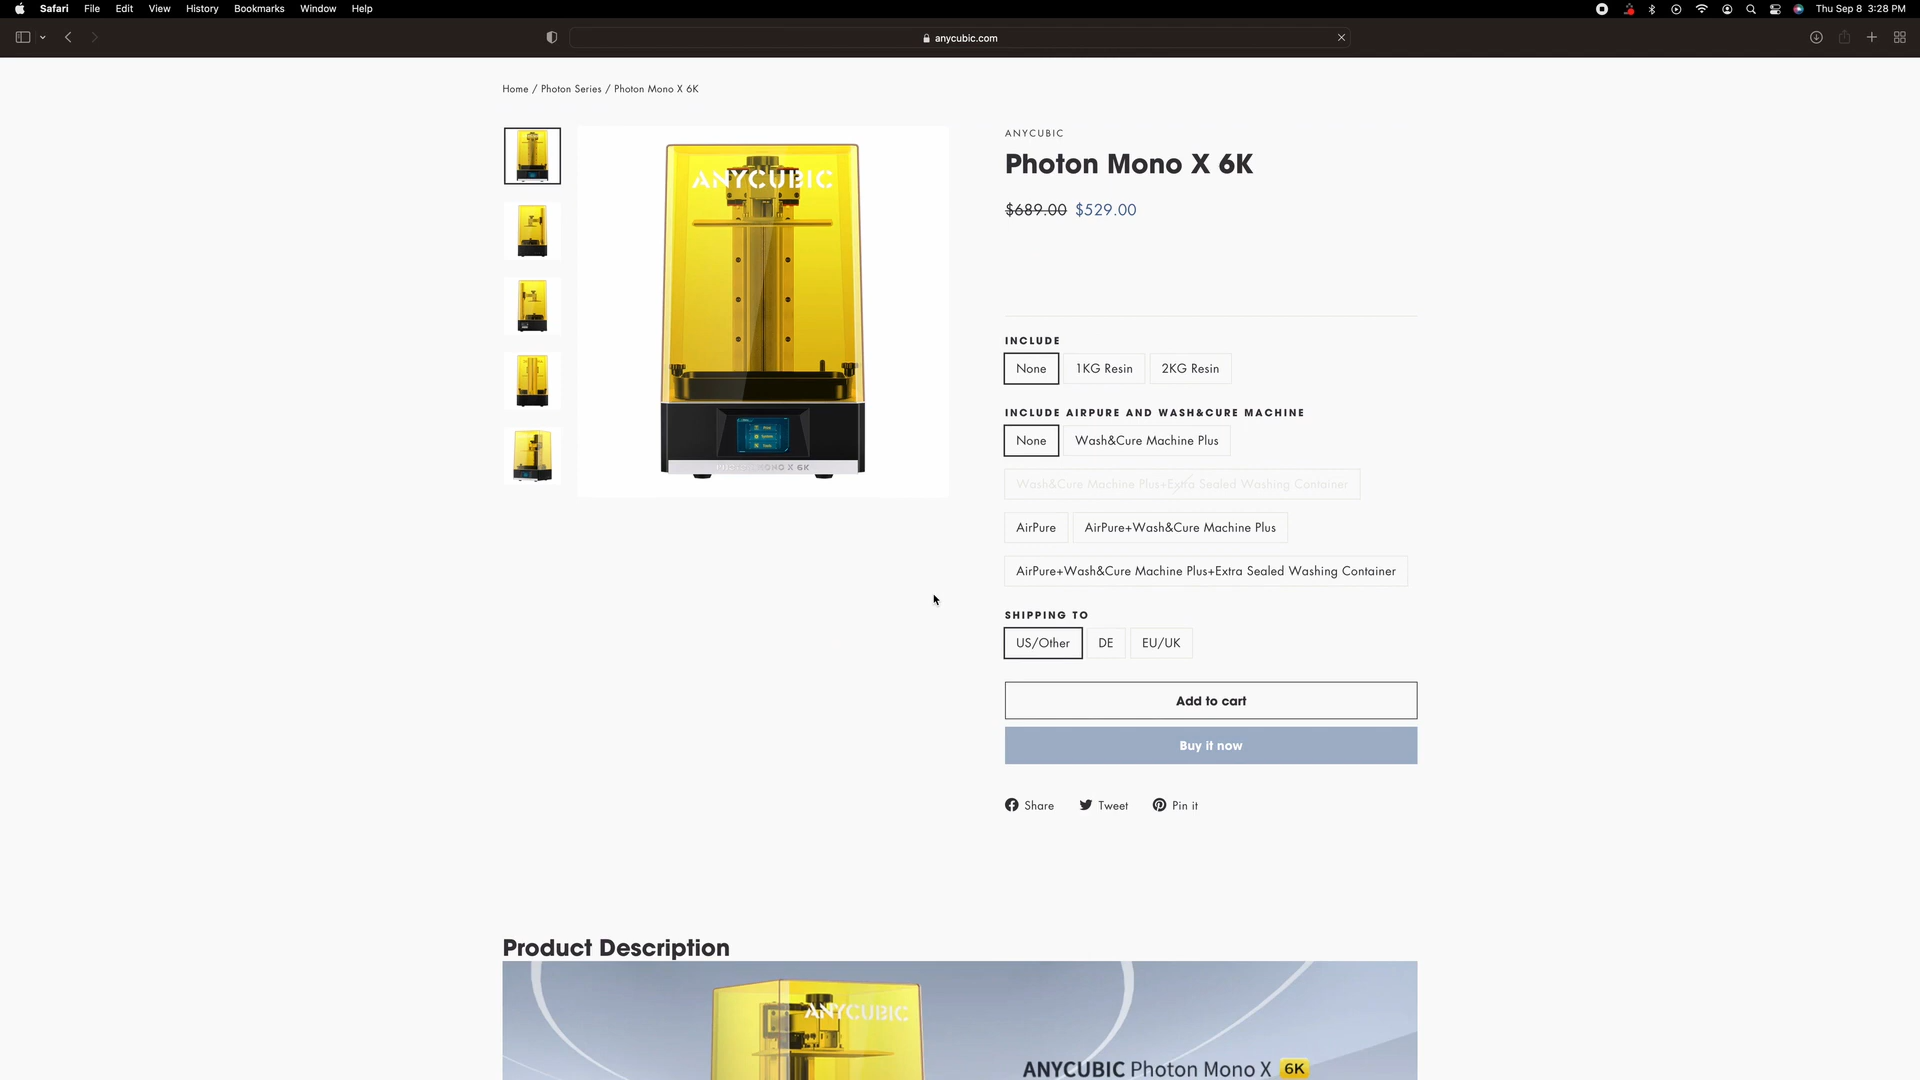 Safari File Edit View History Bookmarks Window Help Thu Sep 8 3:28 PM
anycubic.com
Home / Photon Series / Photon Mono X 6K
ANYCUBIC
PHOTON MONO X 6K
ANYCUBIC
Photon Mono X 6K
$689.00 $529.00
INCLUDE
None 1KG Resin 2KG Resin
INCLUDE AIRPURE AND WASH&CURE MACHINE
None Wash&Cure Machine Plus
Wash&Cure Machine Plus+Extra Sealed Washing Container
AirPure AirPure+Wash&Cure Machine Plus
AirPure+Wash&Cure Machine Plus+Extra Sealed Washing Container
SHIPPING TO
US/Other DE EU/UK
Add to cart
Buy it now
Share Tweet Pin it
Product Description
ANYCUBIC
ANYCUBIC Photon Mono X 6K